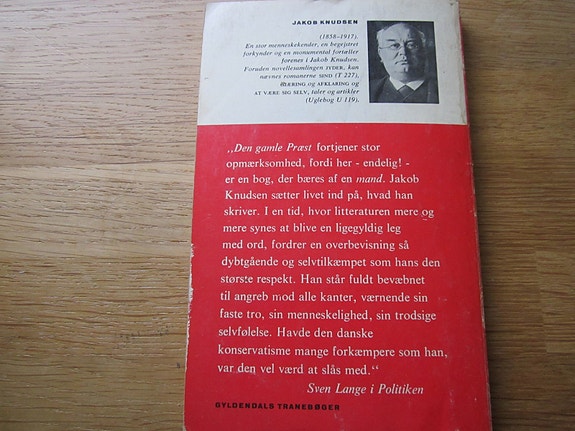 JAKOB KNUDSEN
(1858-1917).
En stor menneskekender, en begejstret
forkynder og en monumental fortæller
forenes i Jakob Knudsen.
Foruden novellesamlingen JYDER, kan
nævnes romanerne SIND (T 227),
GÆRING og AFKLARING og
AT VÆRE SIG SELV, taler og artikler
(Uglebog U 119).
„Den gamle Præst fortjener stor
opmærksomhed, fordi her - endelig! -
er en bog, der bæres af en mand. Jakob
Knudsen sætter livet ind på, hvad han
skriver. I en tid, hvor litteraturen mere og
mere synes at blive en ligegyldig leg
med ord, fordrer en overbevisning så
dybtgående og selvtilkæmpet som hans den
største respekt. Han står fuldt bevæbnet
til angreb mod alle kanter, værnende sin
faste tro, sin menneskelighed, sin trodsige
selvfølelse. Havde den danske
konservatisme mange forkæmpere som han,
var den vel værd at slås med.“
Sven Lange i Politiken
GYLDENDALS TRANEBØGER